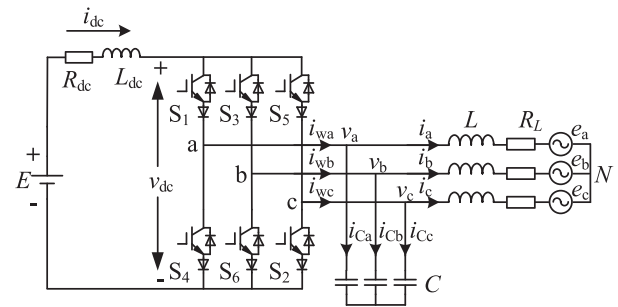 i_dc
R_dc L_dc + S_1 S_3 S_5
a i_wa v_a i_a L R_L e_a
+ E - v_dc b i_wb v_b i_b e_b N
c i_wc v_c i_c e_c
i_Ca i_Cb i_Cc
- S_4 S_6 S_2 C